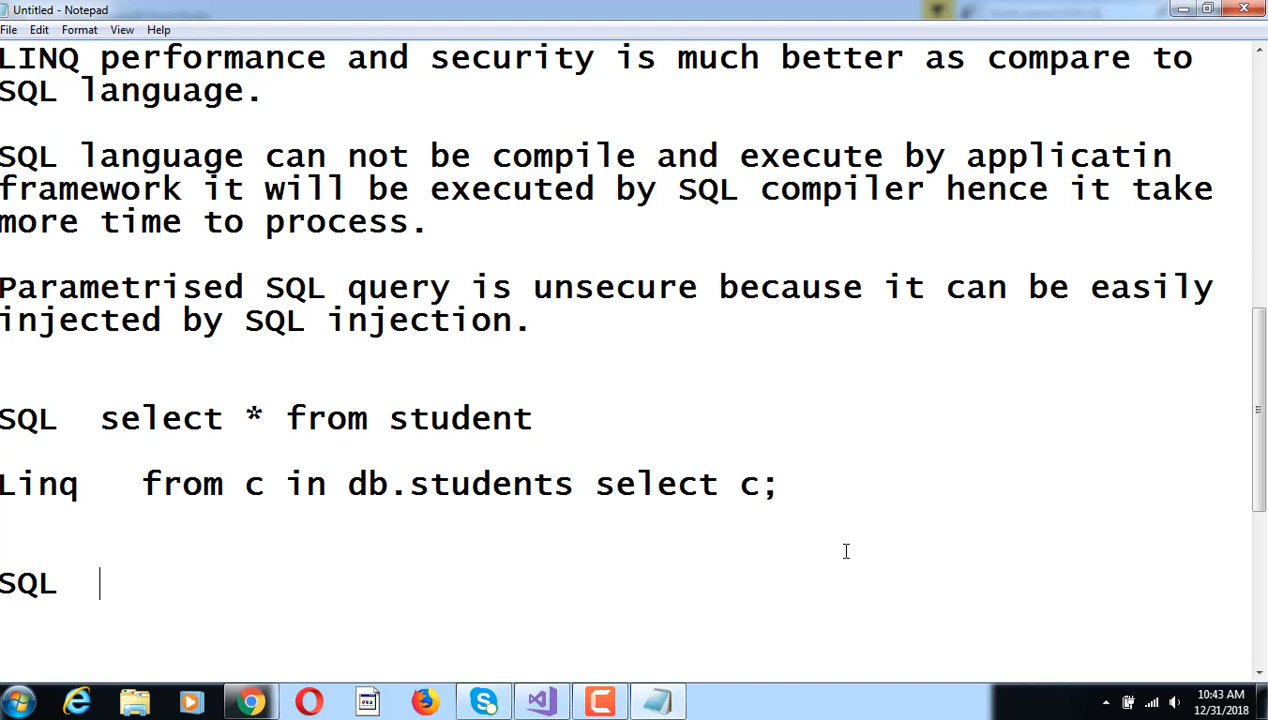 Untitled - Notepad
File Edit Format View Help
LINQ performance and security is much better as compare to
SQL language.
SQL language can not be compile and execute by applicatin
framework it will be executed by SQL compiler hence it take
more time to process.
Parametrised SQL query is unsecure because it can be easily
injected by SQL injection.
SQL select * from student
Linq from c in db.students select c;
SQL
10:43 AM
12/31/2018